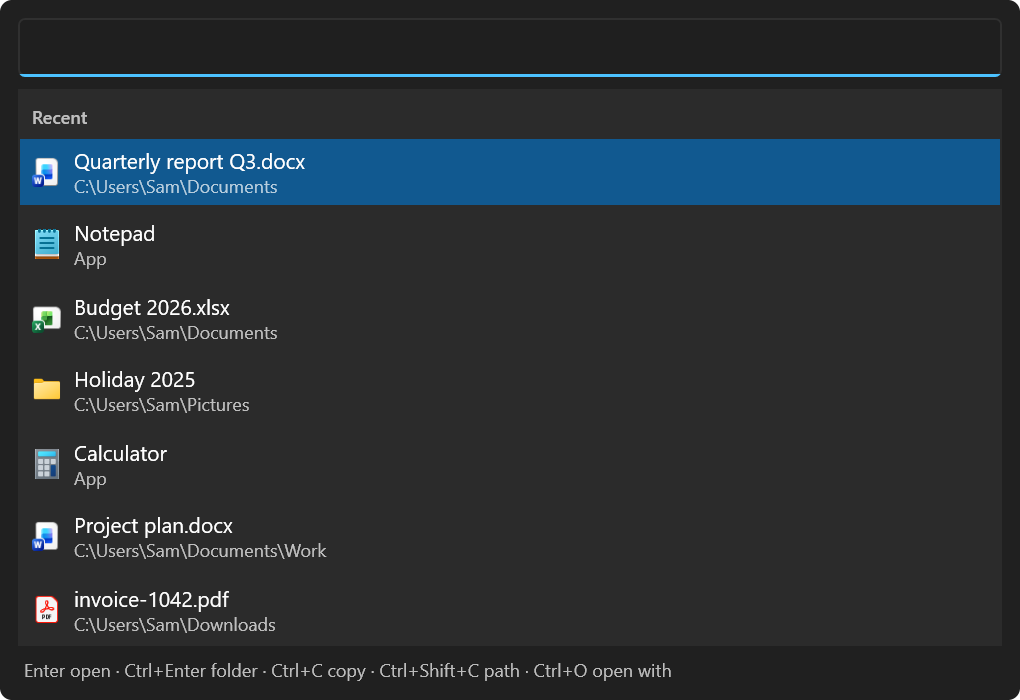 Recent
Quarterly report Q3.docx
C:\Users\Sam\Documents
Notepad
App
Budget 2026.xlsx
C:\Users\Sam\Documents
Holiday 2025
C:\Users\Sam\Pictures
Calculator
App
Project plan.docx
C:\Users\Sam\Documents\Work
invoice-1042.pdf
C:\Users\Sam\Downloads
Enter open · Ctrl+Enter folder · Ctrl+C copy · Ctrl+Shift+C path · Ctrl+O open with